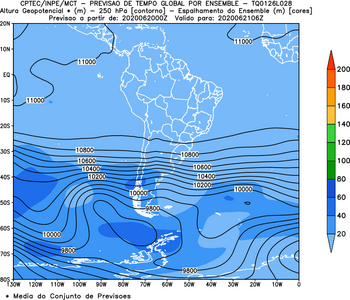 CPTEC/INPE/MCT - PREVISAO DE TEMPO GLOBAL POR ENSEMBLE - TQ0126L028
Altura Geopotencial * (m) - 250 hPa [contorno] - Espalhamento do Ensemble (m) [cores]
Previsao a partir de: 2020062000Z Valido para: 2020062106Z
20N
10N
EQ
10S
20S
30S
40S
50S
60S
70S
80S
130W 120W 110W 100W 90W 80W 70W 60W 50W 40W 30W 20W 10W 0
11000
11000
11000
10800
10800
10600
10600
10400
10400
10200
10200
10000
10000
9800
10000
9800
9800
200
180
160
140
120
100
80
60
40
20
* Media do Conjunto de Previsoes